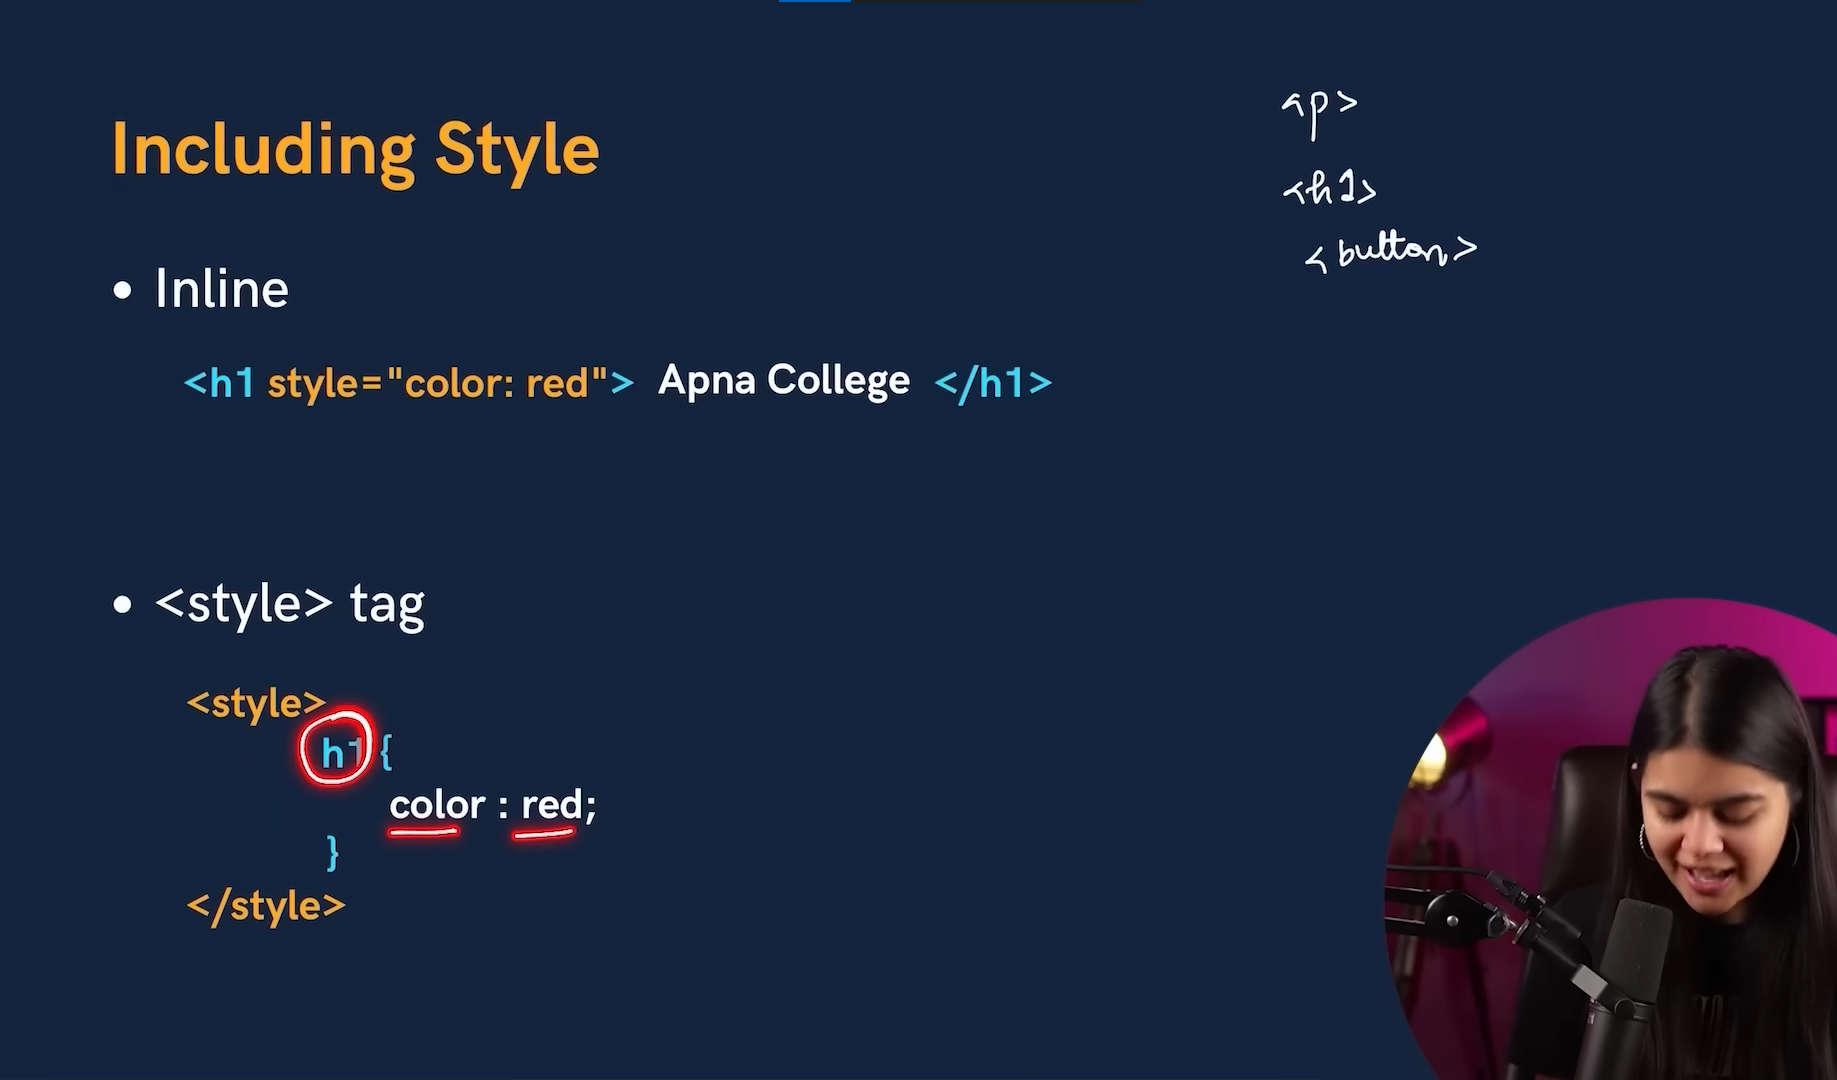 Including Style
<p>
<h1>
<button>
• Inline
<h1 style="color: red"> Apna College </h1>
• <style> tag
<style>
h1 {
color : red;
}
</style>